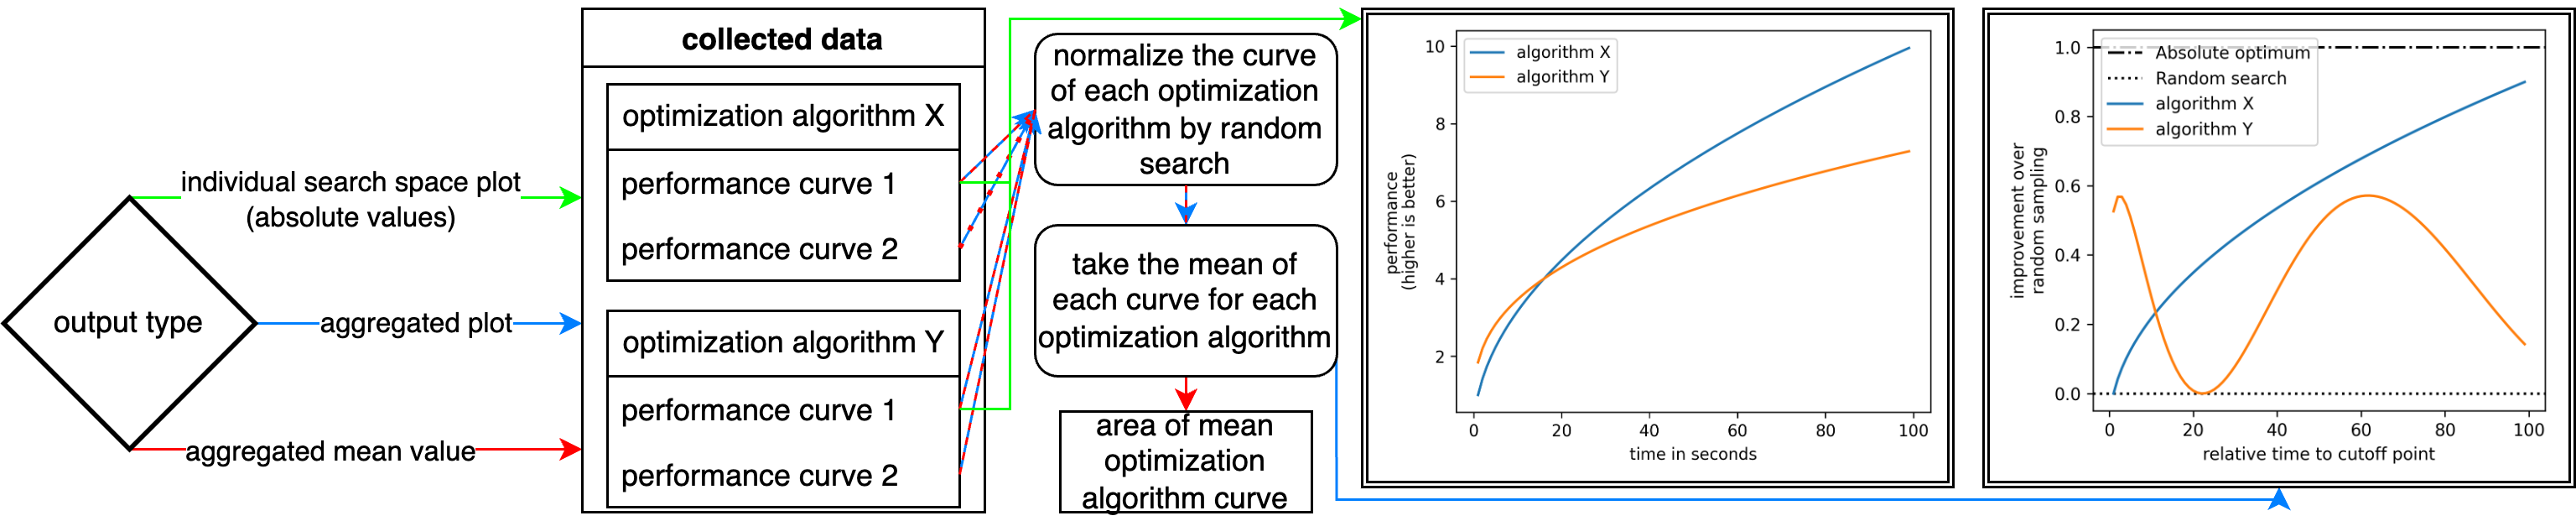 output type
individual search space plot
(absolute values)
aggregated plot
aggregated mean value
collected data
optimization algorithm X
performance curve 1
performance curve 2
optimization algorithm Y
performance curve 1
performance curve 2
normalize the curve
of each optimization
algorithm by random
search
take the mean of
each curve for each
optimization algorithm
area of mean
optimization
algorithm curve
algorithm X
algorithm Y
10
8
6
4
2
performance
(higher is better)
0
20
40
60
80
100
time in seconds
Absolute optimum
Random search
algorithm X
algorithm Y
1.0
0.8
0.6
0.4
0.2
0.0
improvement over
random sampling
0
20
40
60
80
100
relative time to cutoff point